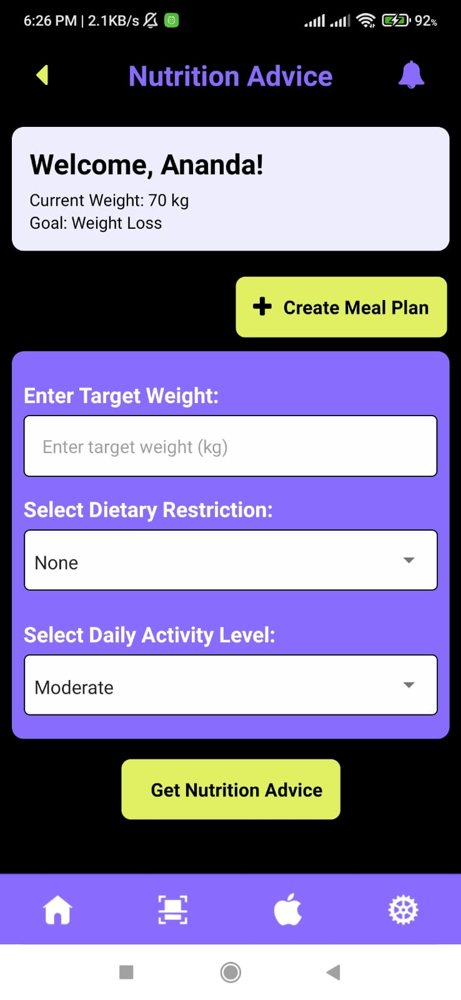 6:26 PM | 2.1KB/s 92%
Nutrition Advice
Welcome, Ananda!
Current Weight: 70 kg
Goal: Weight Loss
Create Meal Plan
Enter Target Weight:
Enter target weight (kg)
Select Dietary Restriction:
None
Select Daily Activity Level:
Moderate
Get Nutrition Advice